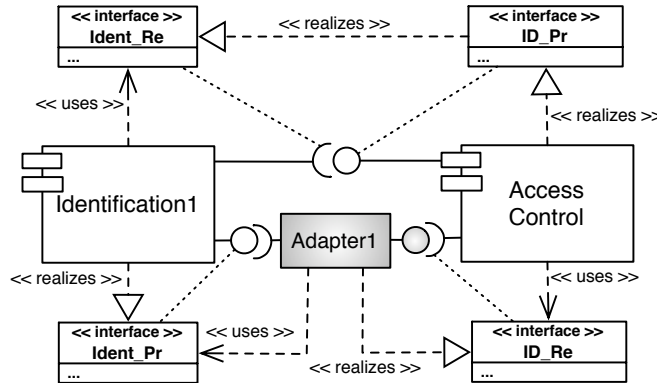 << interface >>
Ident_Re
...
<< realizes >>
<< interface >>
ID_Pr
...
<< uses >>
<< realizes >>
Identification1
Access
Control
Adapter1
<< realizes >>
<< uses >>
<< interface >>
Ident_Pr
...
<< uses >>
<< realizes >>
<< interface >>
ID_Re
...